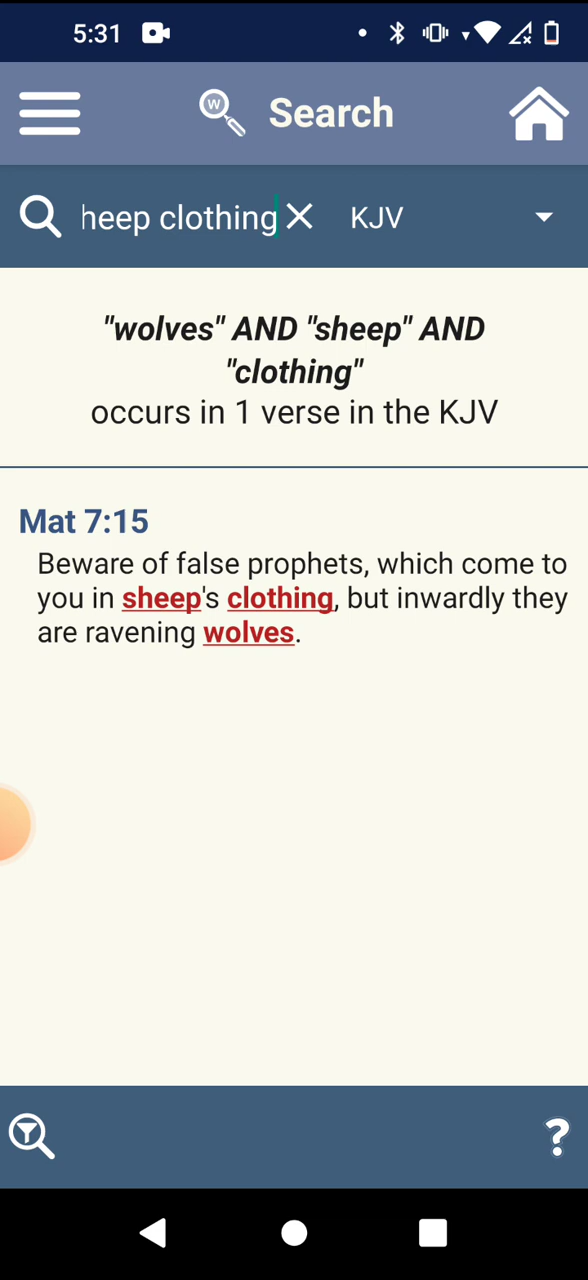 5:31
W
Search
heep clothing KJV
"wolves" AND "sheep" AND
"clothing"
occurs in 1 verse in the KJV
Mat 7:15
Beware of false prophets, which come to
you in sheep's clothing, but inwardly they
are ravening wolves.
?